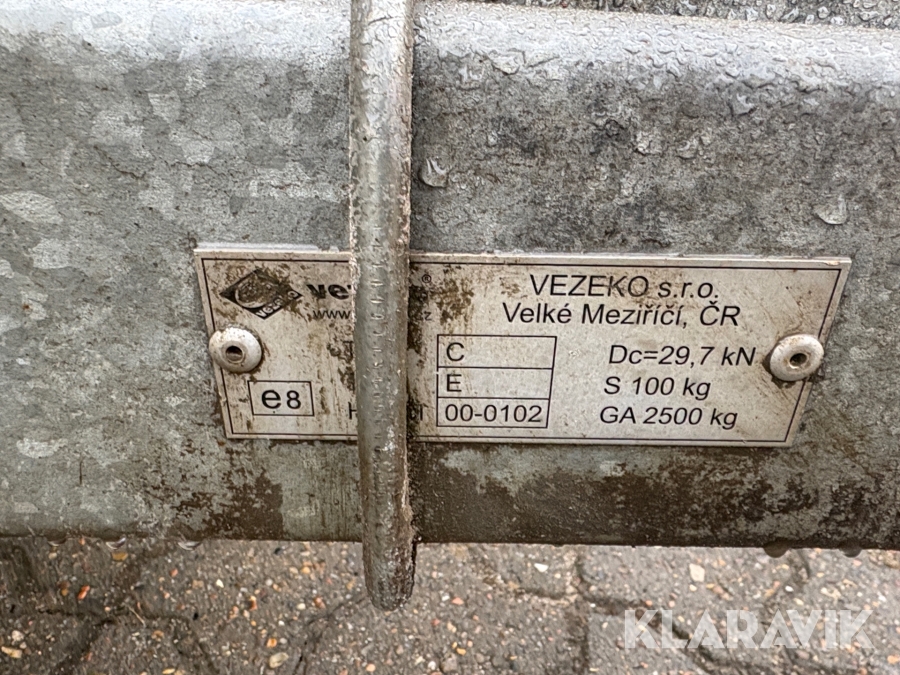 VEZEKO s.r.o.
Velké Meziříčí, ČR
C
Dc=29,7 kN
E
S 100 kg
e8
00-0102
GA 2500 kg
KLARAVIK